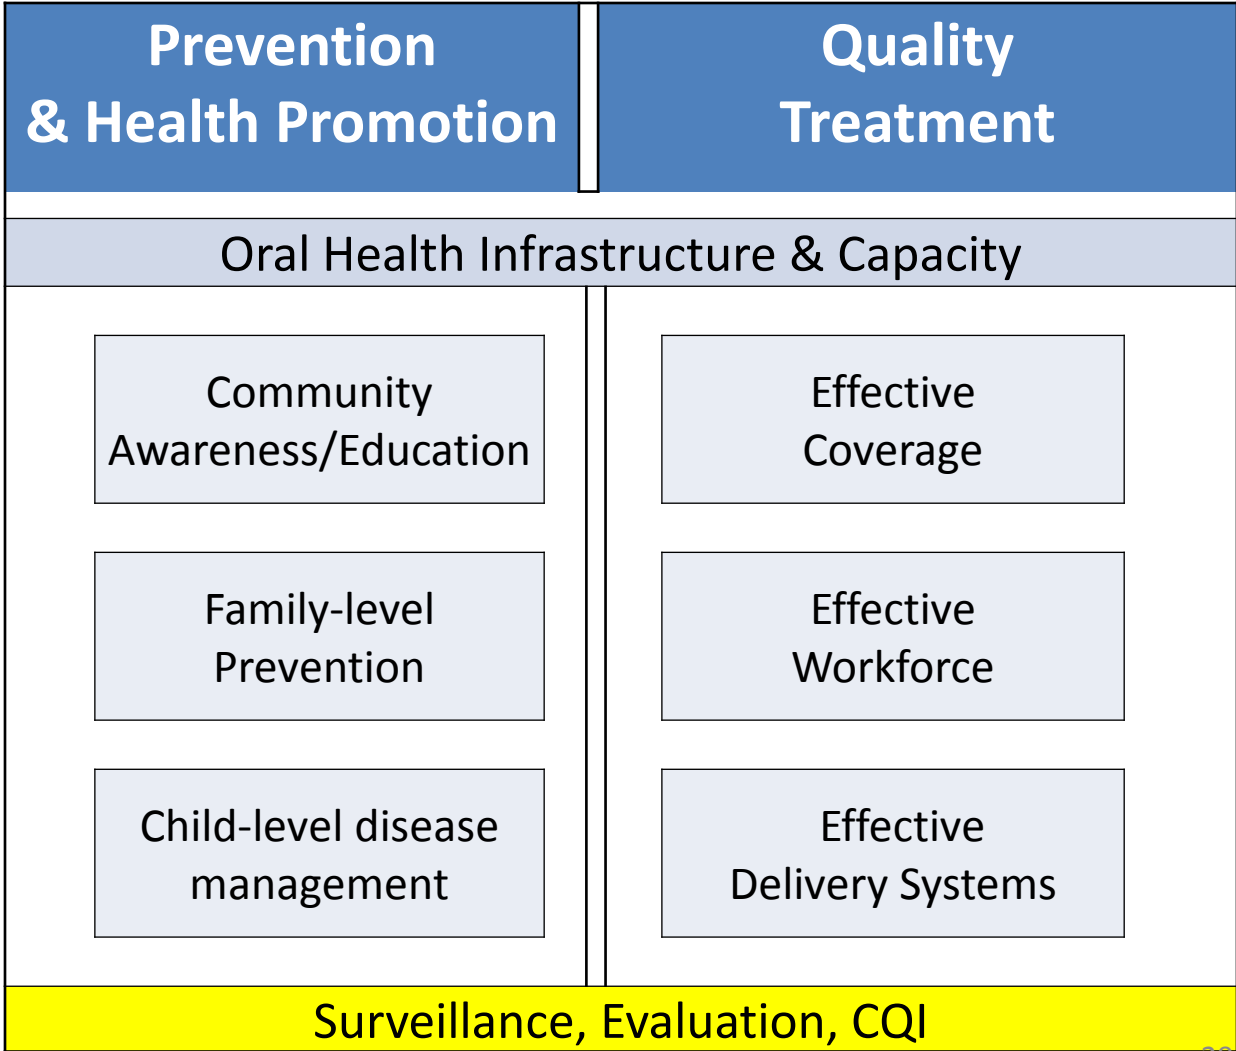 Prevention
& Health Promotion
Quality
Treatment
Oral Health Infrastructure & Capacity
Community
Awareness/Education
Effective
Coverage
Family-level
Prevention
Effective
Workforce
Child-level disease
management
Effective
Delivery Systems
Surveillance, Evaluation, CQI